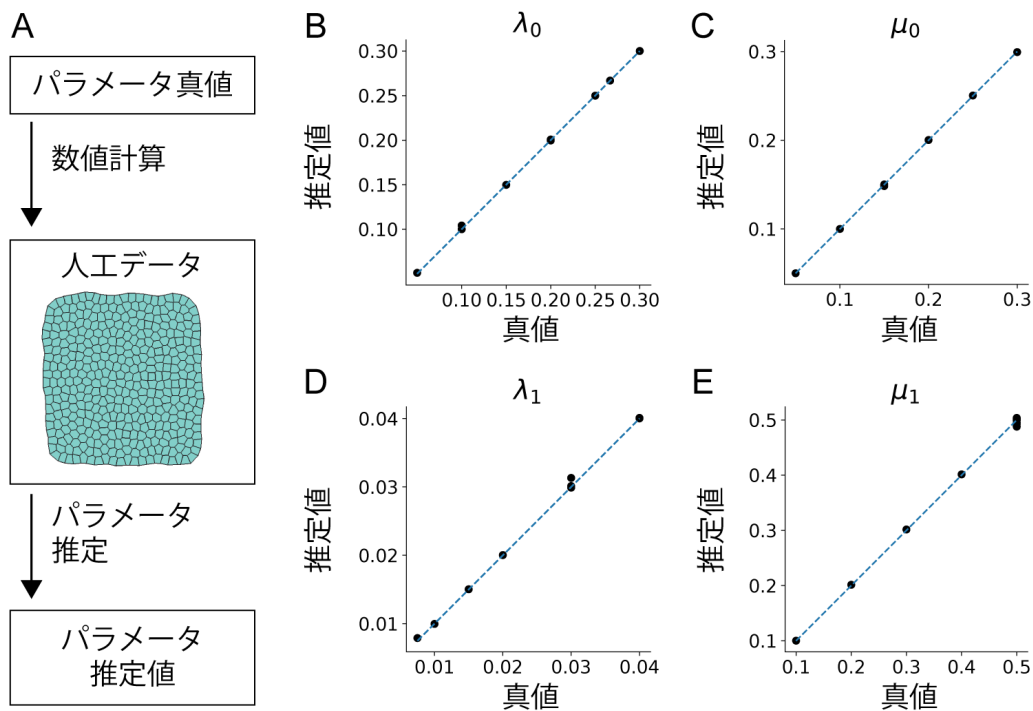 A
パラメータ真値
数値計算
人工データ
パラメータ
推定
パラメータ
推定値
B
λ₀
推定値
0.30
0.25
0.20
0.15
0.10
0.10 0.15 0.20 0.25 0.30
真値
C
μ₀
推定値
0.3
0.2
0.1
0.1 0.2 0.3
真値
D
λ₁
推定値
0.04
0.03
0.02
0.01
0.01 0.02 0.03 0.04
真値
E
μ₁
推定値
0.5
0.4
0.3
0.2
0.1
0.1 0.2 0.3 0.4 0.5
真値